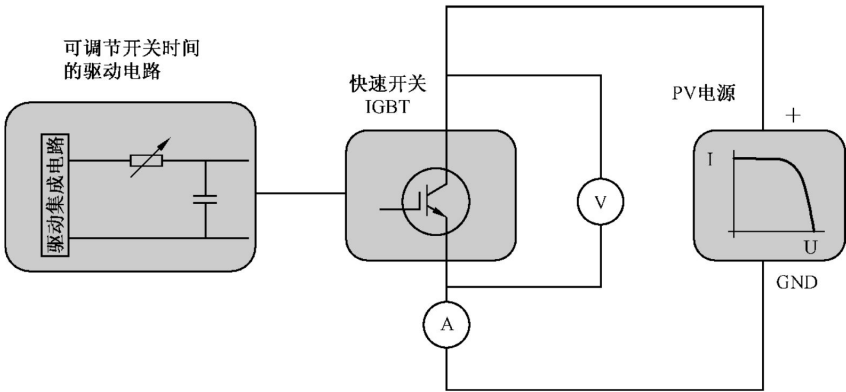 可调节开关时间
的驱动电路
快速开关
IGBT
PV电源
+
驱动集成电路
V
I
U
GND
A